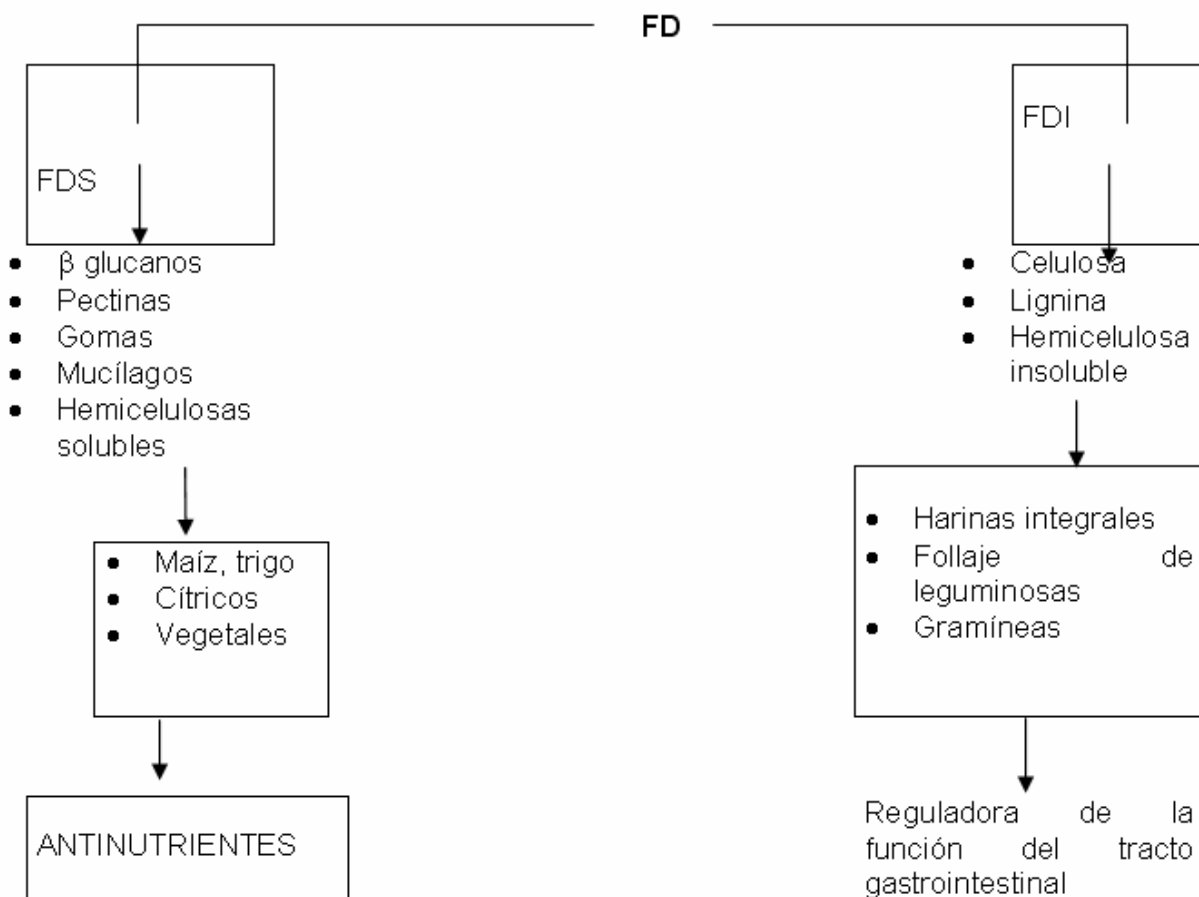 FD
FDS
β glucanos
Pectinas
Gomas
Mucílagos
Hemicelulosas
solubles
Maíz, trigo
Cítricos
Vegetales
ANTINUTRIENTES
FDI
Celulosa
Lignina
Hemicelulosa
insoluble
Harinas integrales
Follaje de
leguminosas
Gramíneas
Reguladora de la
función del tracto
gastrointestinal